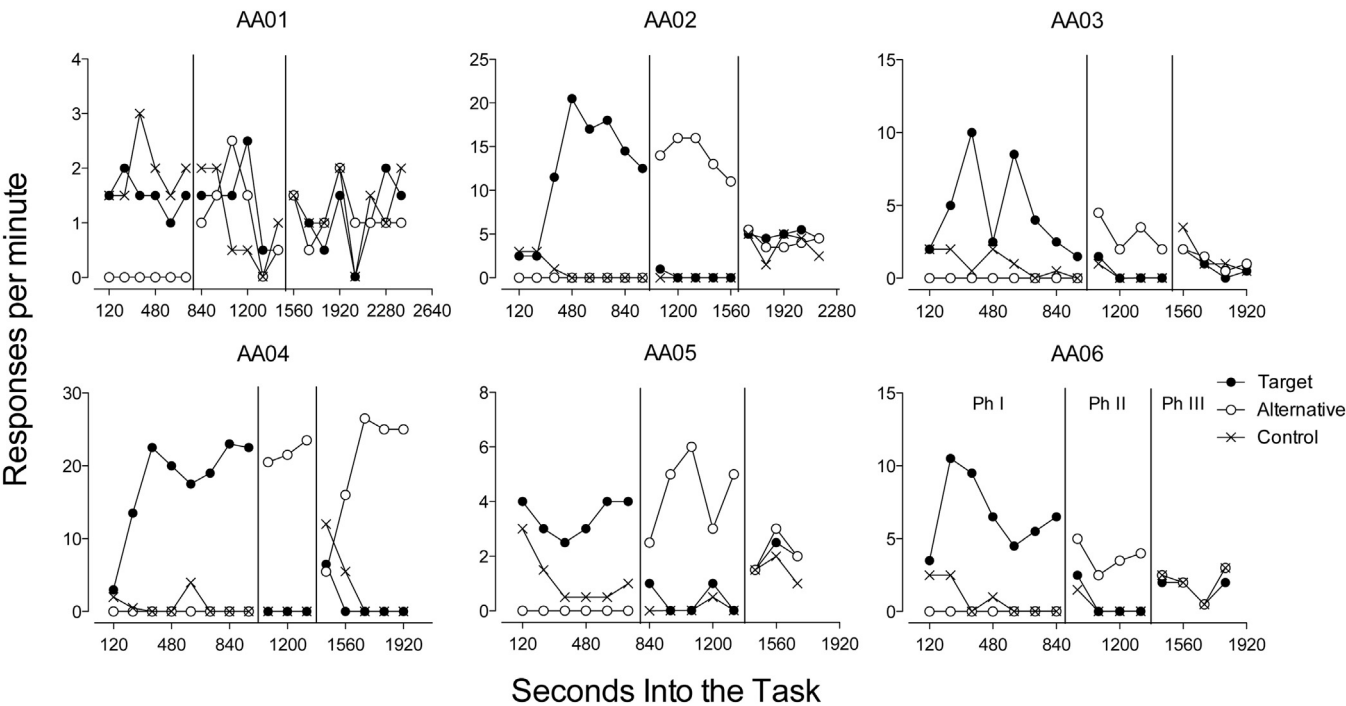 AA01 AA02 AA03
4 3 2 1 0
25 20 15 10 5 0
15 10 5 0
120 480 840 1200 1560 1920 2280 2640
120 480 840 1200 1560 1920 2280
120 480 840 1200 1560 1920
Responses per minute
AA04 AA05 AA06
30 20 10 0
8 6 4 2 0
15 10 5 0
Ph I Ph II Ph III
Target
Alternative
Control
120 480 1200 1560 1920
120 480 840 1200 1560 1920
120 480 840 1200 1560 1920
Seconds Into the Task